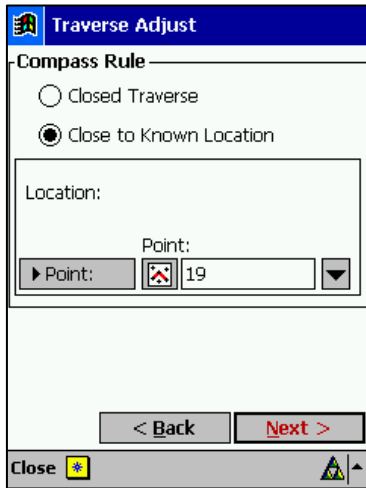 Traverse Adjust
Compass Rule
Closed Traverse
Close to Known Location
Location:
Point:
Point: 19
< Back Next >
Close